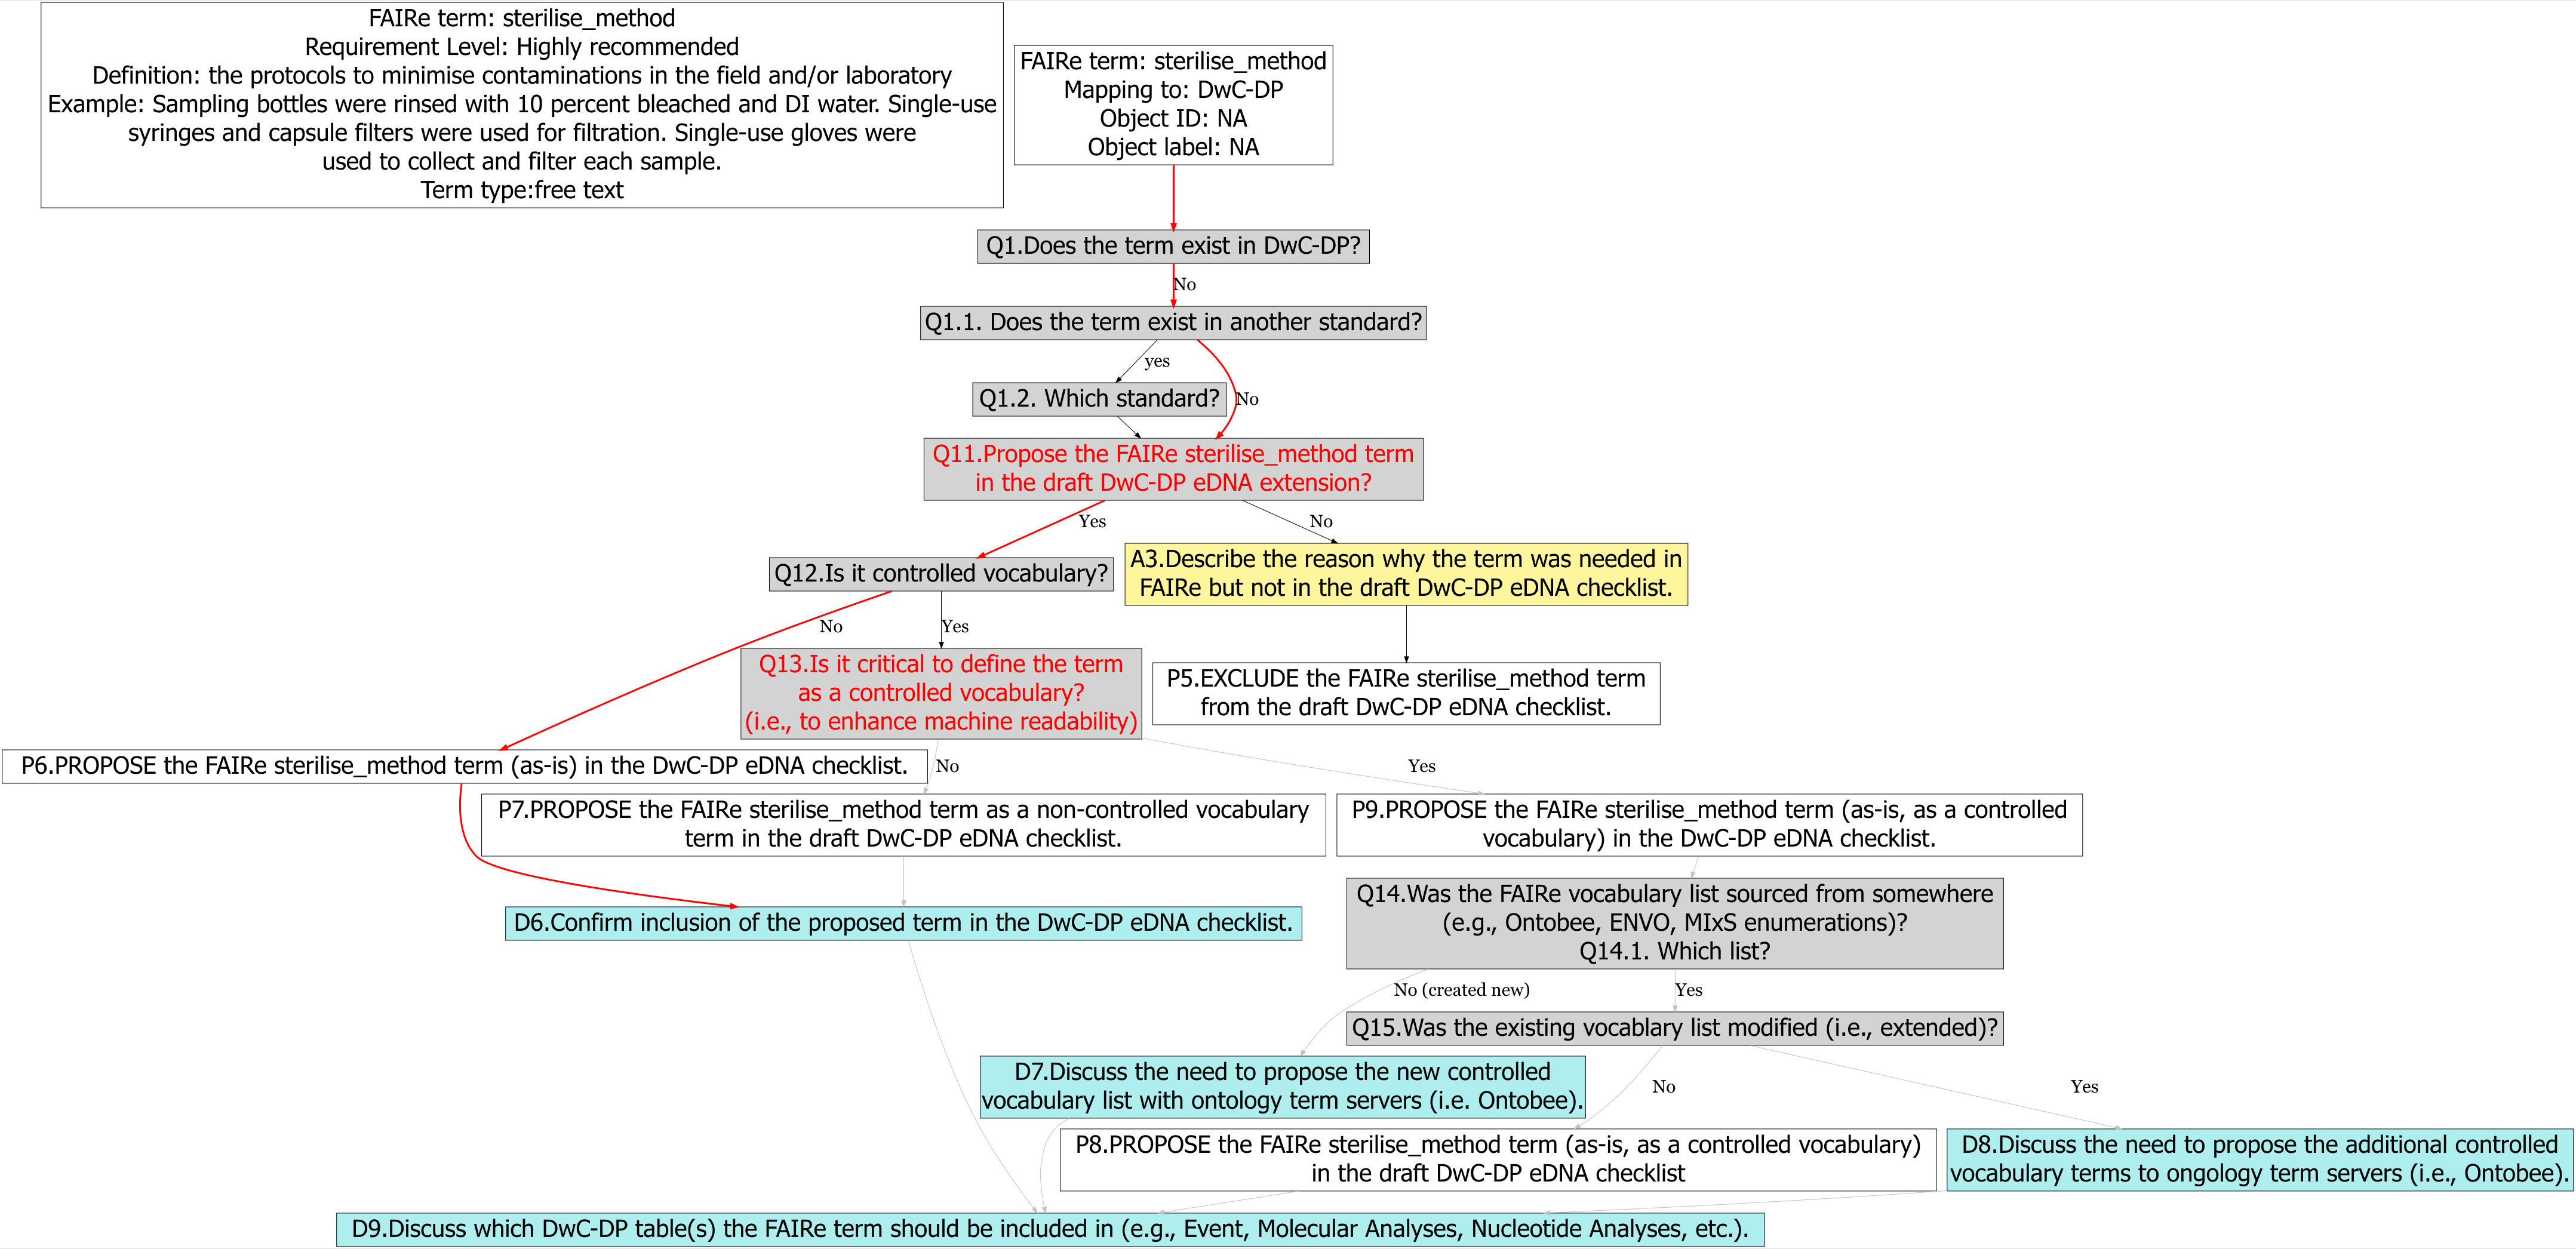 FAIRe term: sterilise_method
Requirement Level: Highly recommended
Definition: the protocols to minimise contaminations in the field and/or laboratory
Example: Sampling bottles were rinsed with 10 percent bleached and DI water. Single-use
syringes and capsule filters were used for filtration. Single-use gloves were
used to collect and filter each sample.
Term type:free text
FAIRe term: sterilise_method
Mapping to: DwC-DP
Object ID: NA
Object label: NA
Q1.Does the term exist in DwC-DP?
No
Q1.1. Does the term exist in another standard?
yes
Q1.2. Which standard?
No
Q11.Propose the FAIRe sterilise_method term
in the draft DwC-DP eDNA extension?
Yes
No
Q12.Is it controlled vocabulary?
A3.Describe the reason why the term was needed in
FAIRe but not in the draft DwC-DP eDNA checklist.
No
Yes
Q13.Is it critical to define the term
as a controlled vocabulary?
(i.e., to enhance machine readability)
P5.EXCLUDE the FAIRe sterilise_method term
from the draft DwC-DP eDNA checklist.
P6.PROPOSE the FAIRe sterilise_method term (as-is) in the DwC-DP eDNA checklist.
No
Yes
P7.PROPOSE the FAIRe sterilise_method term as a non-controlled vocabulary
term in the draft DwC-DP eDNA checklist.
P9.PROPOSE the FAIRe sterilise_method term (as-is, as a controlled
vocabulary) in the DwC-DP eDNA checklist.
D6.Confirm inclusion of the proposed term in the DwC-DP eDNA checklist.
Q14.Was the FAIRe vocabulary list sourced from somewhere
(e.g., Ontobee, ENVO, MIxS enumerations)?
Q14.1. Which list?
No (created new)
Yes
Q15.Was the existing vocablary list modified (i.e., extended)?
D7.Discuss the need to propose the new controlled
vocabulary list with ontology term servers (i.e. Ontobee).
No
Yes
P8.PROPOSE the FAIRe sterilise_method term (as-is, as a controlled vocabulary)
in the draft DwC-DP eDNA checklist
D8.Discuss the need to propose the additional controlled
vocabulary terms to ongology term servers (i.e., Ontobee).
D9.Discuss which DwC-DP table(s) the FAIRe term should be included in (e.g., Event, Molecular Analyses, Nucleotide Analyses, etc.).